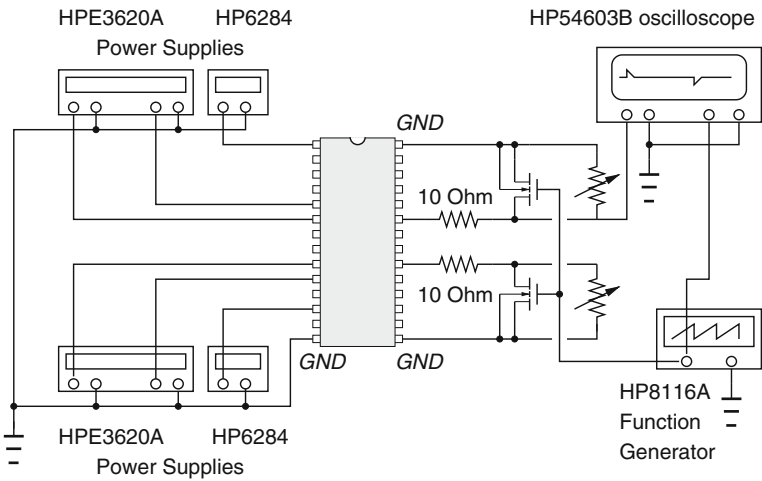 HPE3620A
HP6284
Power Supplies
HP54603B oscilloscope
GND
10 Ohm
10 Ohm
GND
GND
HPE3620A
HP6284
Power Supplies
HP8116A
Function
Generator